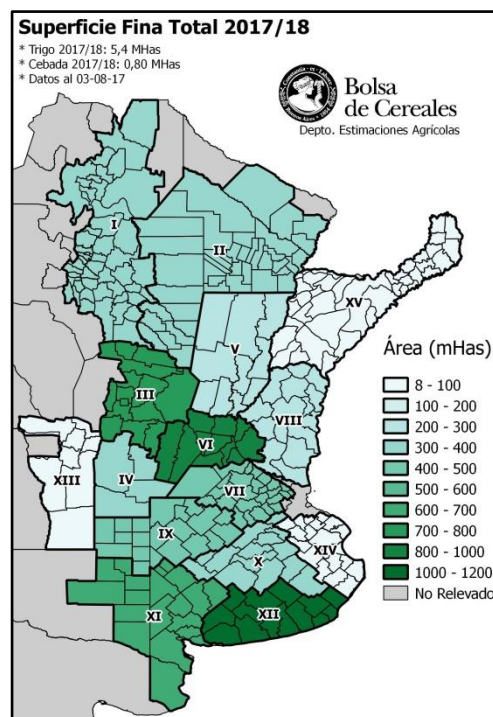 Superficie Fina Total 2017/18
* Trigo 2017/18: 5,4 MHas
* Cebada 2017/18: 0,80 MHas
* Datos al 03-08-17
Bolsa
de Cereales
Depto. Estimaciones Agrícolas
I
II
XV
V
III
VIII
VI
XIII
IV
VII
IX
XIV
X
XI
XII
Área (mHas)
8 - 100
100 - 200
200 - 300
300 - 400
400 - 500
500 - 600
600 - 700
700 - 800
800 - 1000
1000 - 1200
No Relevado